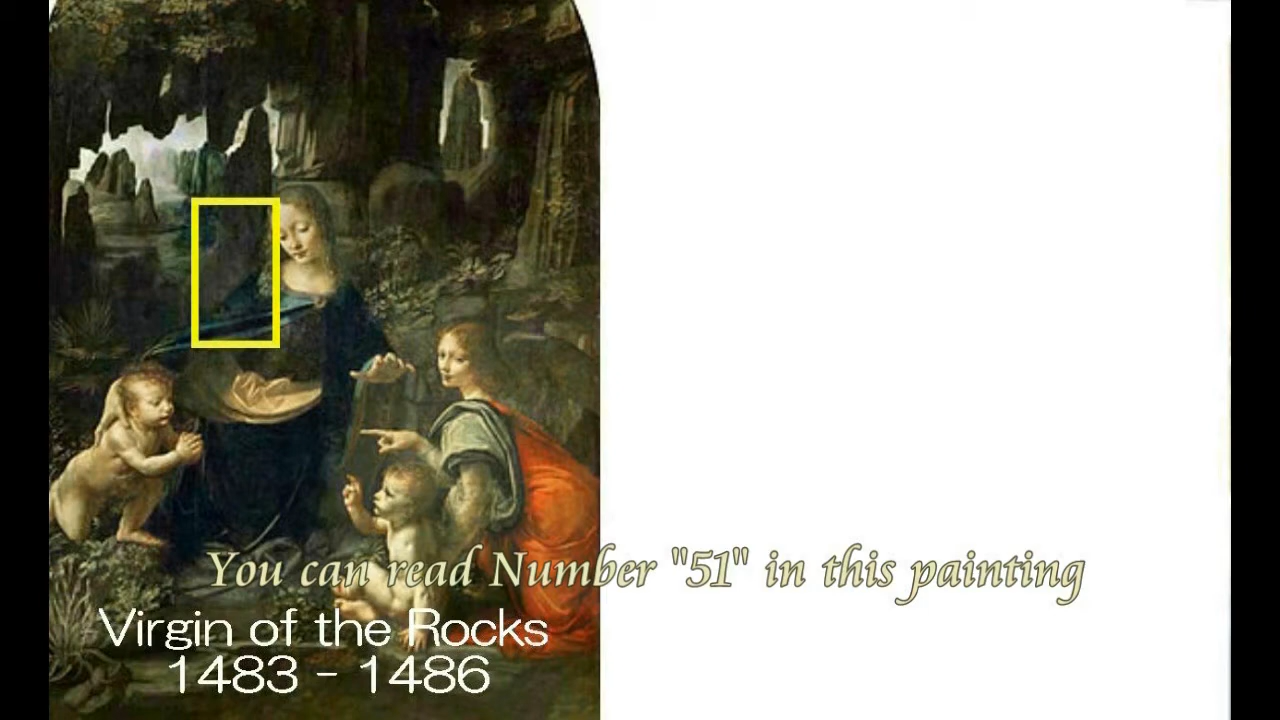 You can read Number "51" in this painting
Virgin of the Rocks
1483 - 1486